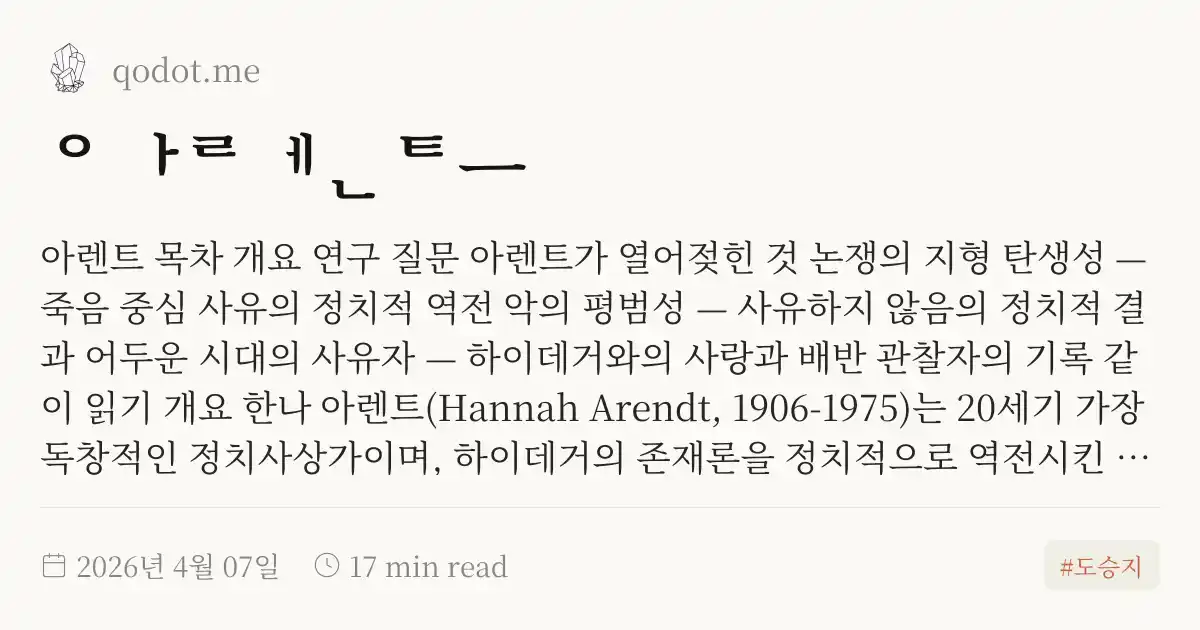 qodot.me
ㅇㅏㄹㅔㄴㅌㅡ
아렌트 목차 개요 연구 질문 아렌트가 열어젖힌 것 논쟁의 지형 탄생성 —
죽음 중심 사유의 정치적 역전 악의 평범성 — 사유하지 않음의 정치적 결
과 어두운 시대의 사유자 — 하이데거와의 사랑과 배반 관찰자의 기록 같
이 읽기 개요 한나 아렌트(Hannah Arendt, 1906-1975)는 20세기 가장
독창적인 정치사상가이며, 하이데거의 존재론을 정치적으로 역전시킨 …
2026년 4월 07일 17 min read
#도승지